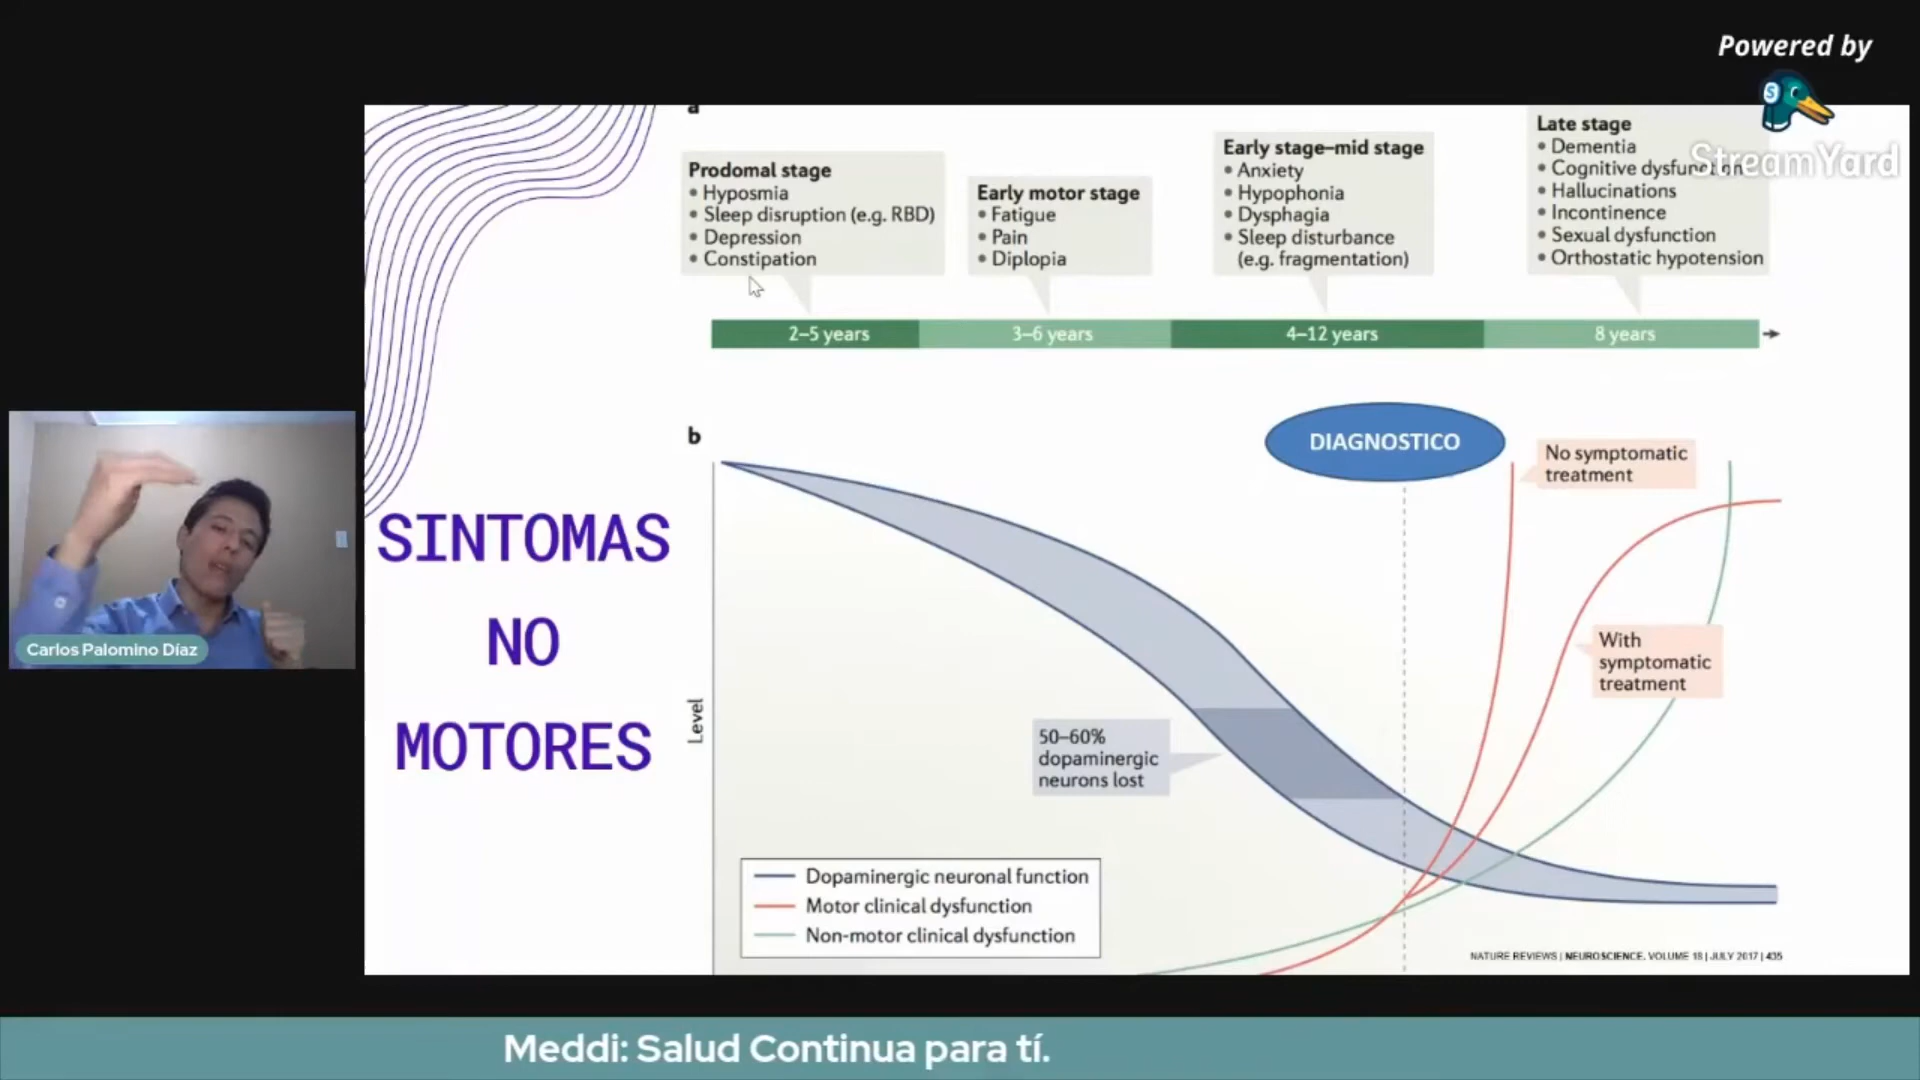 Powered by
StreamYard
a
Prodomal stage
• Hyposmia
• Sleep disruption (e.g. RBD)
• Depression
• Constipation
Early motor stage
• Fatigue
• Pain
• Diplopia
Early stage–mid stage
• Anxiety
• Hypophonia
• Dysphagia
• Sleep disturbance
(e.g. fragmentation)
Late stage
• Dementia
• Cognitive dysfunction
• Hallucinations
• Incontinence
• Sexual dysfunction
• Orthostatic hypotension
2–5 years
3–6 years
4–12 years
8 years
SINTOMAS
NO
MOTORES
b
DIAGNOSTICO
No symptomatic
treatment
With
symptomatic
treatment
Level
50–60%
dopaminergic
neurons lost
Dopaminergic neuronal function
Motor clinical dysfunction
Non-motor clinical dysfunction
NATURE REVIEWS | NEUROSCIENCE. VOLUME 18 | JULY 2017 | 435
Carlos Palomino Díaz
Meddi: Salud Continua para tí.